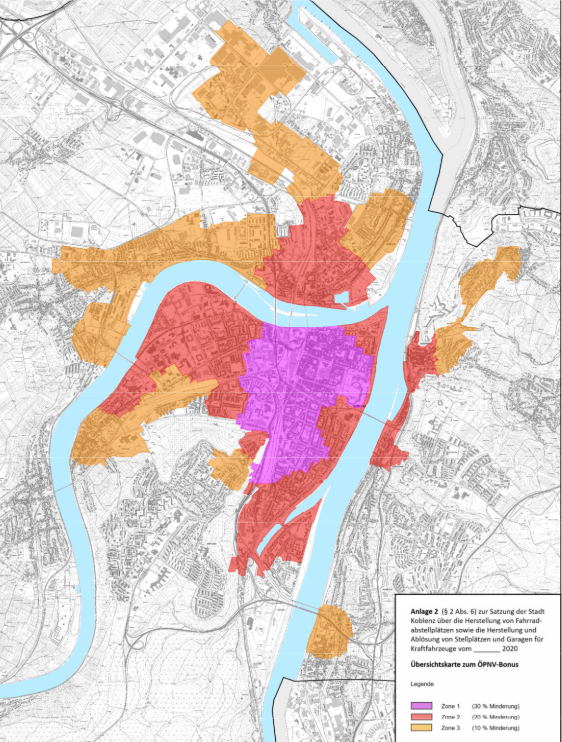 Anlage 2 (§ 2 Abs. 6) zur Satzung der Stadt
Koblenz über die Herstellung von Fahrrad-
abstellplätzen sowie die Herstellung und
Ablösung von Stellplätzen und Garagen für
Kraftfahrzeuge vom _______ 2020
Übersichtskarte zum ÖPNV-Bonus
Legende
Zone 1 (30 % Minderung)
Zone 2 (20 % Minderung)
Zone 3 (10 % Minderung)